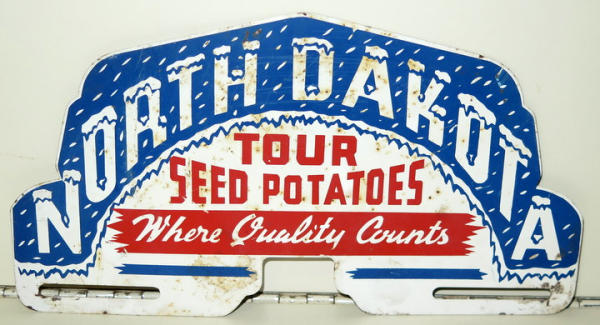 NORTH DAKOTA
TOUR
SEED POTATOES
Where Quality Counts